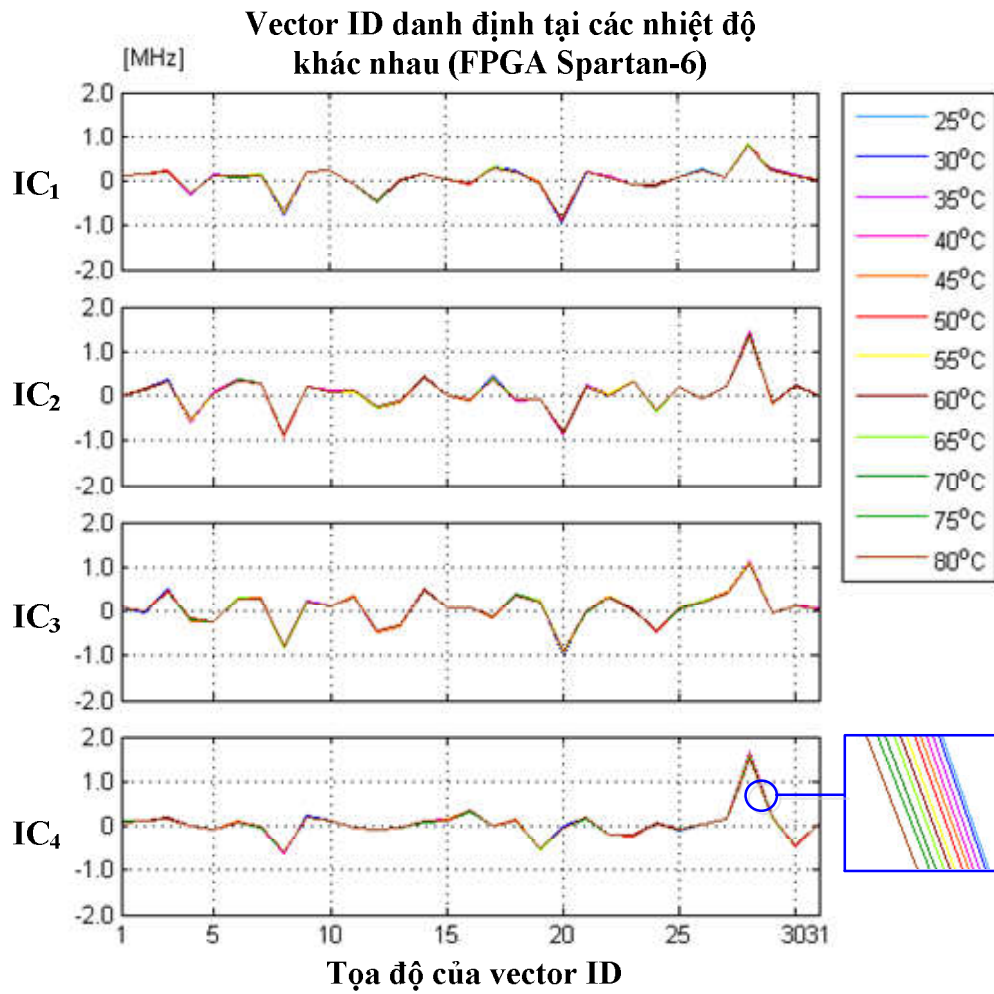 Vector ID danh định tại các nhiệt độ
khác nhau (FPGA Spartan-6)
[MHz]
IC₁
2.0
1.0
0
-1.0
-2.0
IC₂
2.0
1.0
0
-1.0
-2.0
IC₃
2.0
1.0
0
-1.0
-2.0
IC₄
2.0
1.0
0
-1.0
-2.0
1 5 10 15 20 25 3031
Tọa độ của vector ID
25°C
30°C
35°C
40°C
45°C
50°C
55°C
60°C
65°C
70°C
75°C
80°C